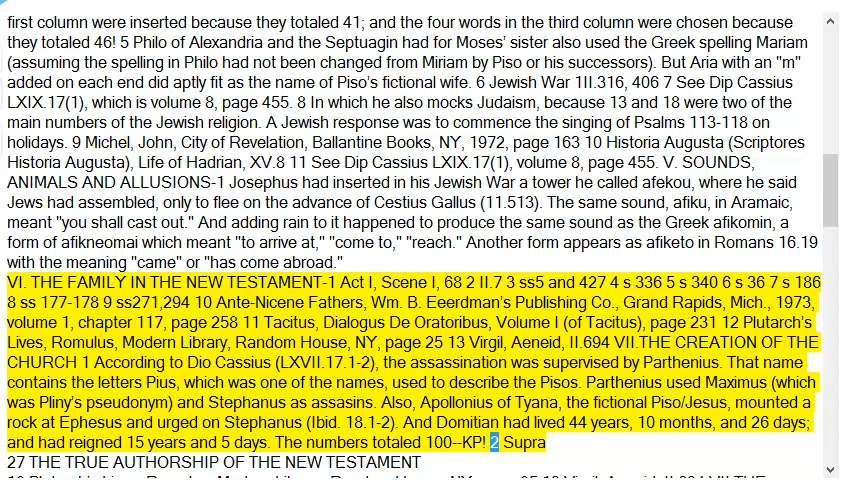 first column were inserted because they totaled 41; and the four words in the third column were chosen because
they totaled 46! 5 Philo of Alexandria and the Septuagin had for Moses' sister also used the Greek spelling Mariam
(assuming the spelling in Philo had not been changed from Miriam by Piso or his successors). But Aria with an "m"
added on each end did aptly fit as the name of Piso's fictional wife. 6 Jewish War 1II.316, 406 7 See Dip Cassius
LXIX.17(1), which is volume 8, page 455. 8 In which he also mocks Judaism, because 13 and 18 were two of the
main numbers of the Jewish religion. A Jewish response was to commence the singing of Psalms 113-118 on
holidays. 9 Michel, John, City of Revelation, Ballantine Books, NY, 1972, page 163 10 Historia Augusta (Scriptores
Historia Augusta), Life of Hadrian, XV.8 11 See Dip Cassius LXIX.17(1), volume 8, page 455. V. SOUNDS,
ANIMALS AND ALLUSIONS-1 Josephus had inserted in his Jewish War a tower he called afekou, where he said
Jews had assembled, only to flee on the advance of Cestius Gallus (11.513). The same sound, afiku, in Aramaic,
meant "you shall cast out." And adding rain to it happened to produce the same sound as the Greek afikomin, a
form of afikneomai which meant "to arrive at," "come to," "reach." Another form appears as afiketo in Romans 16.19
with the meaning "came" or "has come abroad."
VI. THE FAMILY IN THE NEW TESTAMENT-1 Act I, Scene I, 68 2 II.7 3 ss5 and 427 4 s 336 5 s 340 6 s 36 7 s 186
8 ss 177-178 9 ss271,294 10 Ante-Nicene Fathers, Wm. B. Eeerdman's Publishing Co., Grand Rapids, Mich., 1973,
volume 1, chapter 117, page 258 11 Tacitus, Dialogus De Oratoribus, Volume I (of Tacitus), page 231 12 Plutarch's
Lives, Romulus, Modern Library, Random House, NY, page 25 13 Virgil, Aeneid, II.694 VII.THE CREATION OF THE
CHURCH 1 According to Dio Cassius (LXVII.17.1-2), the assassination was supervised by Parthenius. That name
contains the letters Pius, which was one of the names, used to describe the Pisos. Parthenius used Maximus (which
was Pliny's pseudonym) and Stephanus as assasins. Also, Apollonius of Tyana, the fictional Piso/Jesus, mounted a
rock at Ephesus and urged on Stephanus (Ibid. 18.1-2). And Domitian had lived 44 years, 10 months, and 26 days;
and had reigned 15 years and 5 days. The numbers totaled 100--KP! 2 Supra
27 THE TRUE AUTHORSHIP OF THE NEW TESTAMENT